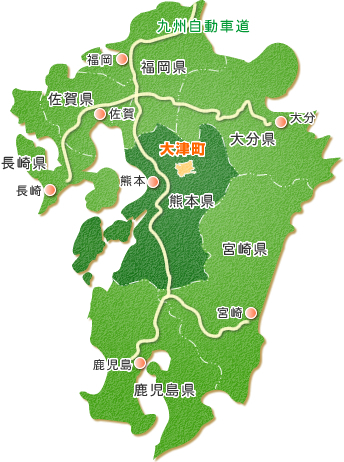 九州自動車道
福岡
福岡県
佐賀県
佐賀
大分
大分県
大津町
長崎県
長崎
熊本
熊本県
宮崎県
宮崎
鹿児島
鹿児島県